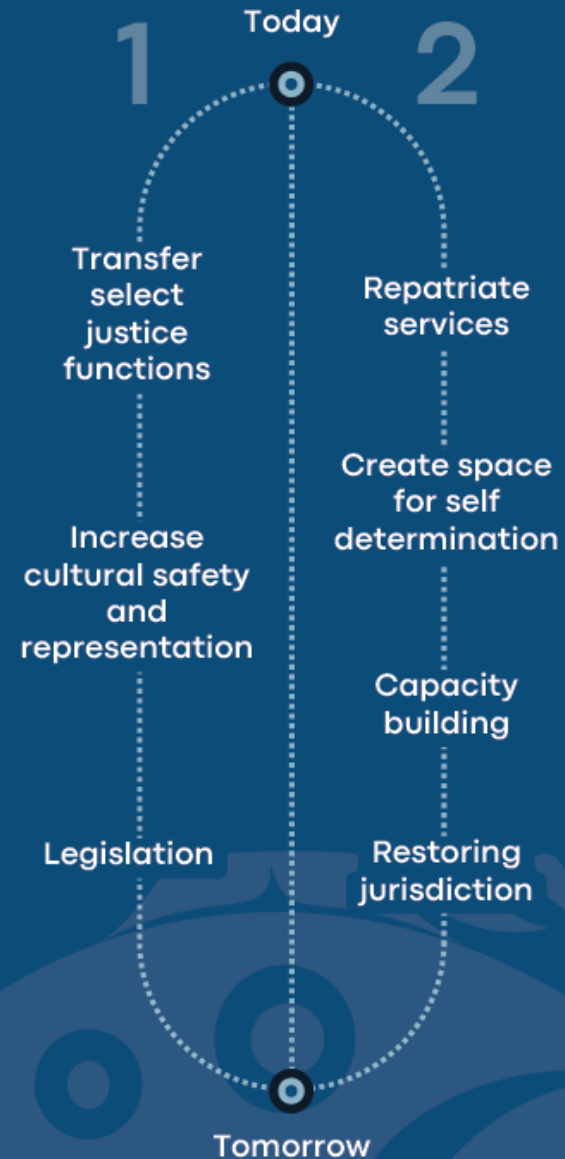 Today
1
2
Transfer
select
justice
functions
Increase
cultural safety
and
representation
Legislation
Repatriate
services
Create space
for self
determination
Capacity
building
Restoring
jurisdiction
Tomorrow